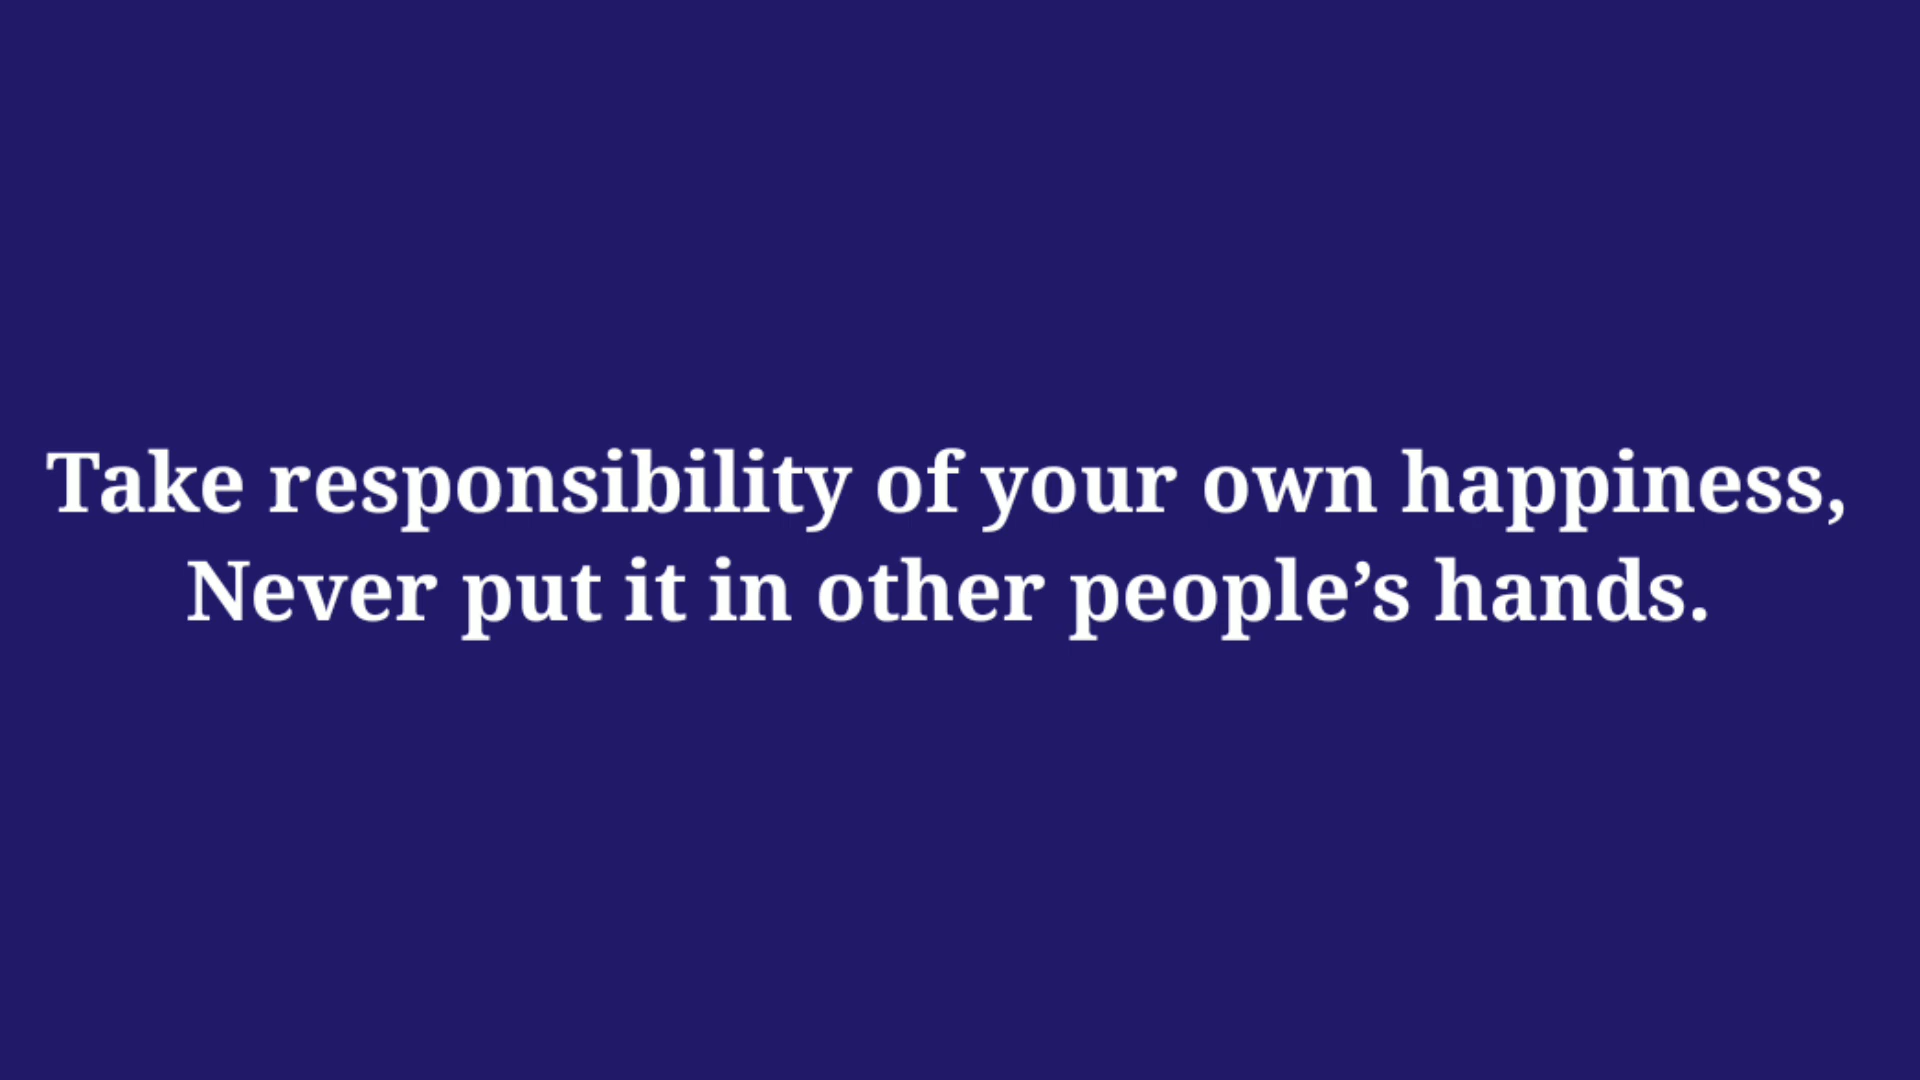 Take responsibility of your own happiness,
Never put it in other people’s hands.